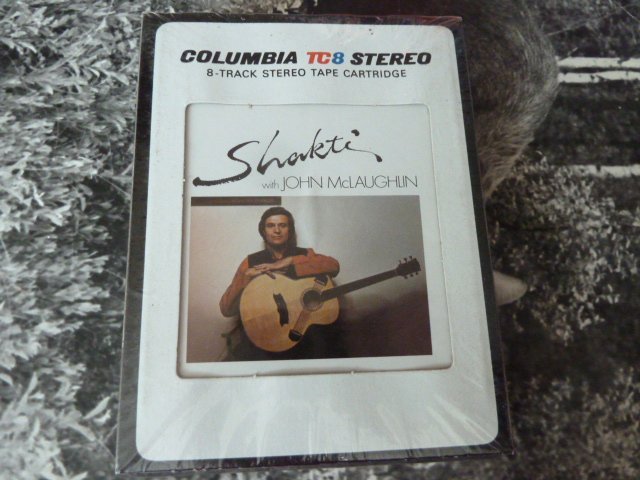 COLUMBIA TC8 STEREO
8-TRACK STEREO TAPE CARTRIDGE
Shakti
with JOHN McLAUGHLIN